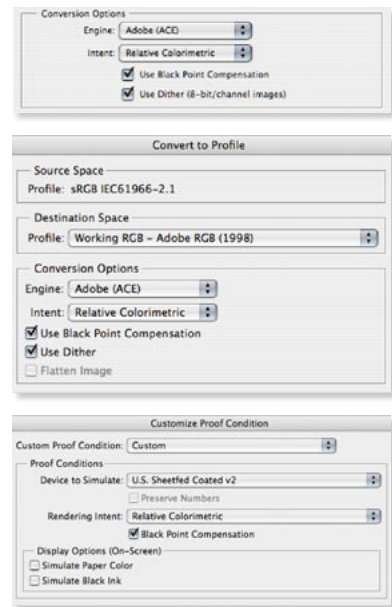 Conversion Options
Engine: Adobe (ACE)
Intent: Relative Colorimetric
Use Black Point Compensation
Use Dither (8-bit/channel images)
Convert to Profile
Source Space
Profile: sRGB IEC61966-2.1
Destination Space
Profile: Working RGB - Adobe RGB (1998)
Conversion Options
Engine: Adobe (ACE)
Intent: Relative Colorimetric
Use Black Point Compensation
Use Dither
Flatten Image
Customize Proof Condition
Custom Proof Condition: Custom
Proof Conditions
Device to Simulate: U.S. Sheetfed Coated v2
Preserve Numbers
Rendering Intent: Relative Colorimetric
Black Point Compensation
Display Options (On-Screen)
Simulate Paper Color
Simulate Black Ink